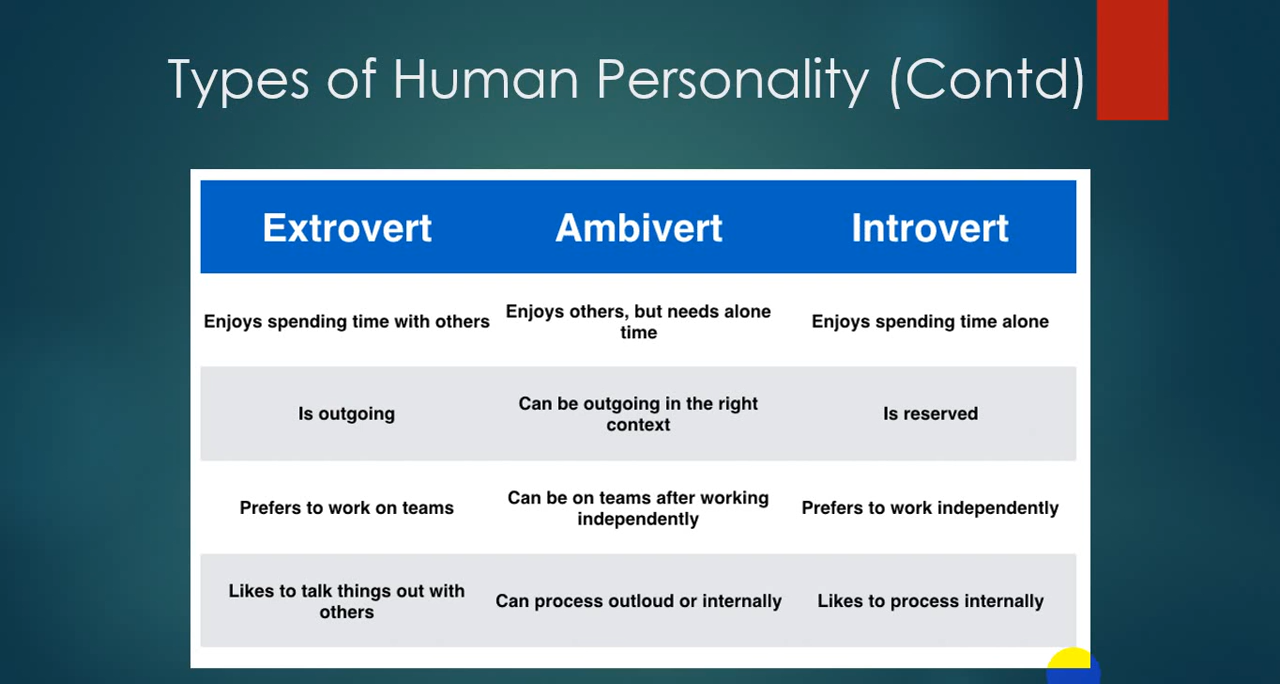 Types of Human Personality (Contd)
Extrovert Ambivert Introvert
Enjoys spending time with others
Enjoys others, but needs alone
time
Enjoys spending time alone
Is outgoing
Can be outgoing in the right
context
Is reserved
Prefers to work on teams
Can be on teams after working
independently
Prefers to work independently
Likes to talk things out with
others
Can process outloud or internally
Likes to process internally